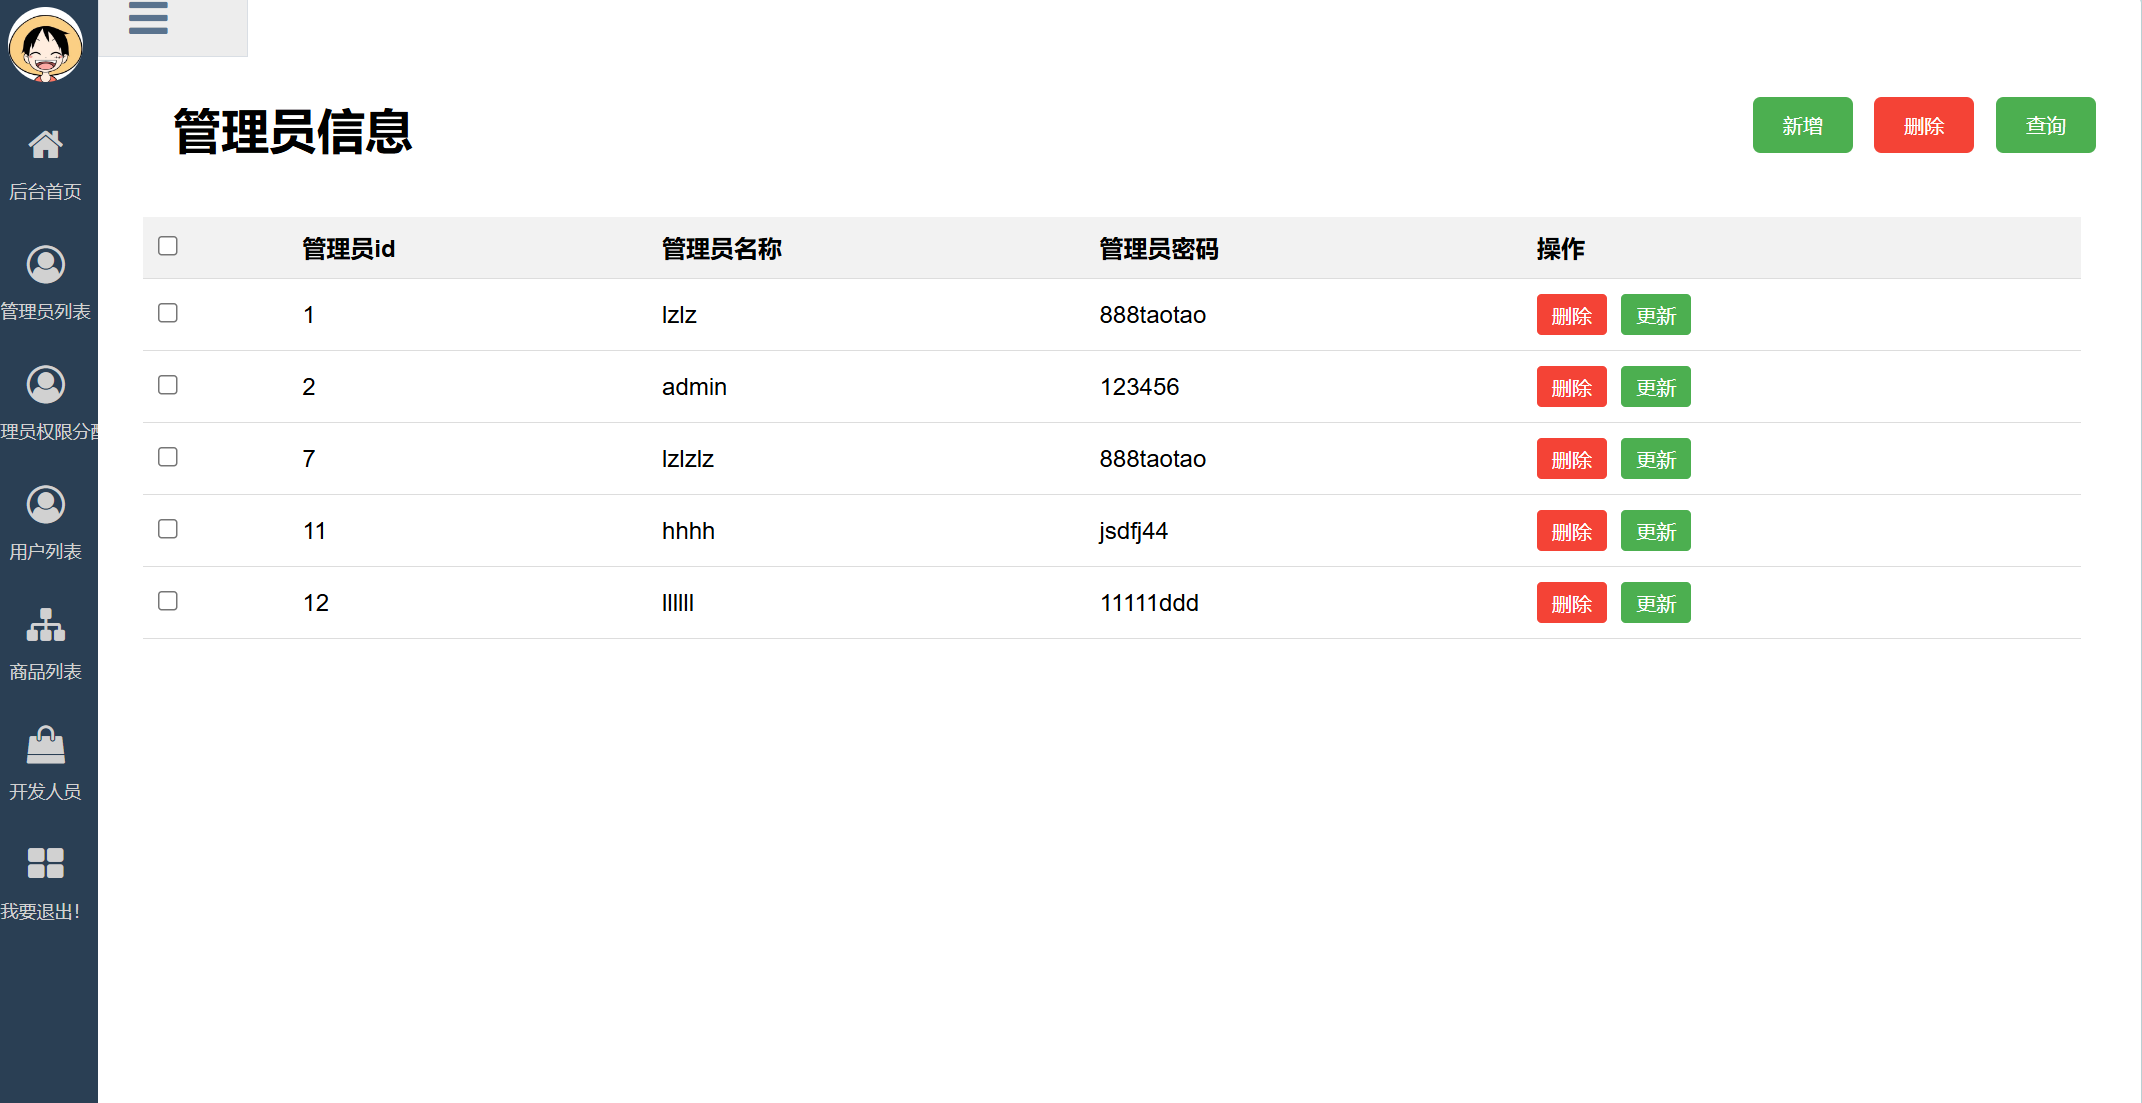 后台首页
管理员列表
理员权限分配
用户列表
商品列表
开发人员
我要退出！
管理员信息
新增 删除 查询
管理员id 管理员名称 管理员密码 操作
1 lzlz 888taotao 删除 更新
2 admin 123456 删除 更新
7 lzlzlz 888taotao 删除 更新
11 hhhh jsdfj44 删除 更新
12 llllll 11111ddd 删除 更新